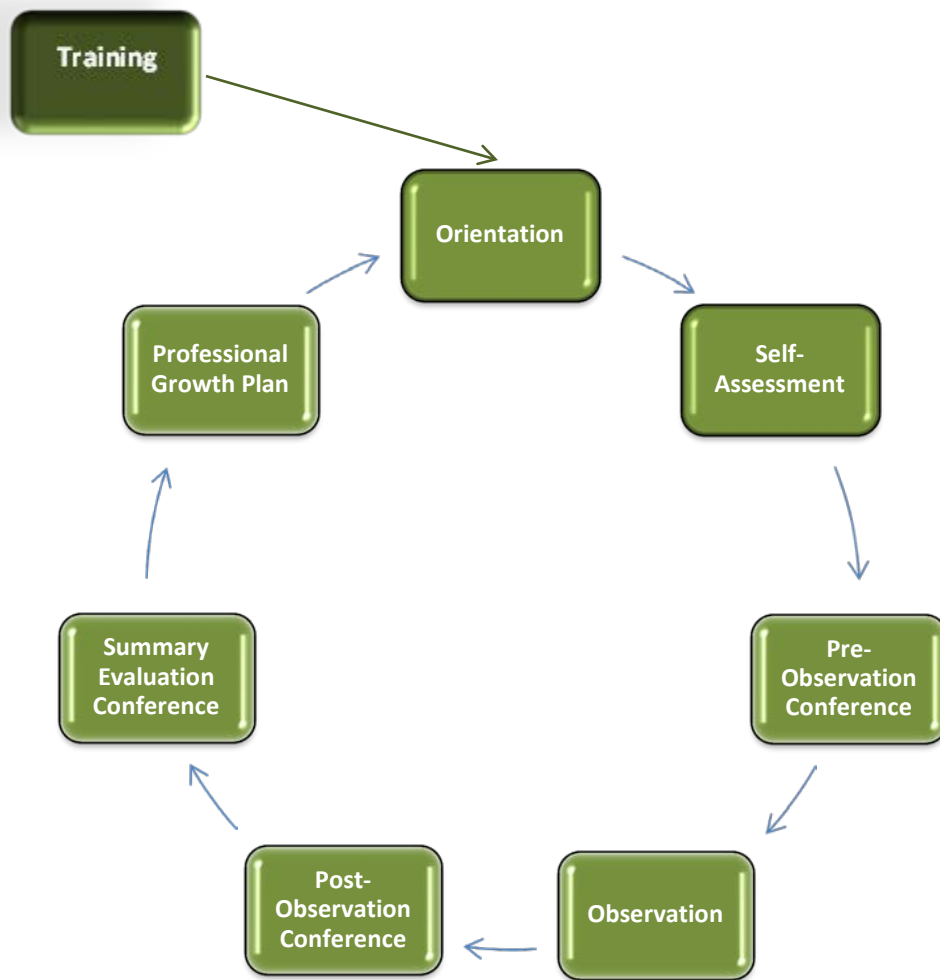 Training
Orientation
Self-
Assessment
Pre-
Observation
Conference
Observation
Post-
Observation
Conference
Summary
Evaluation
Conference
Professional
Growth Plan